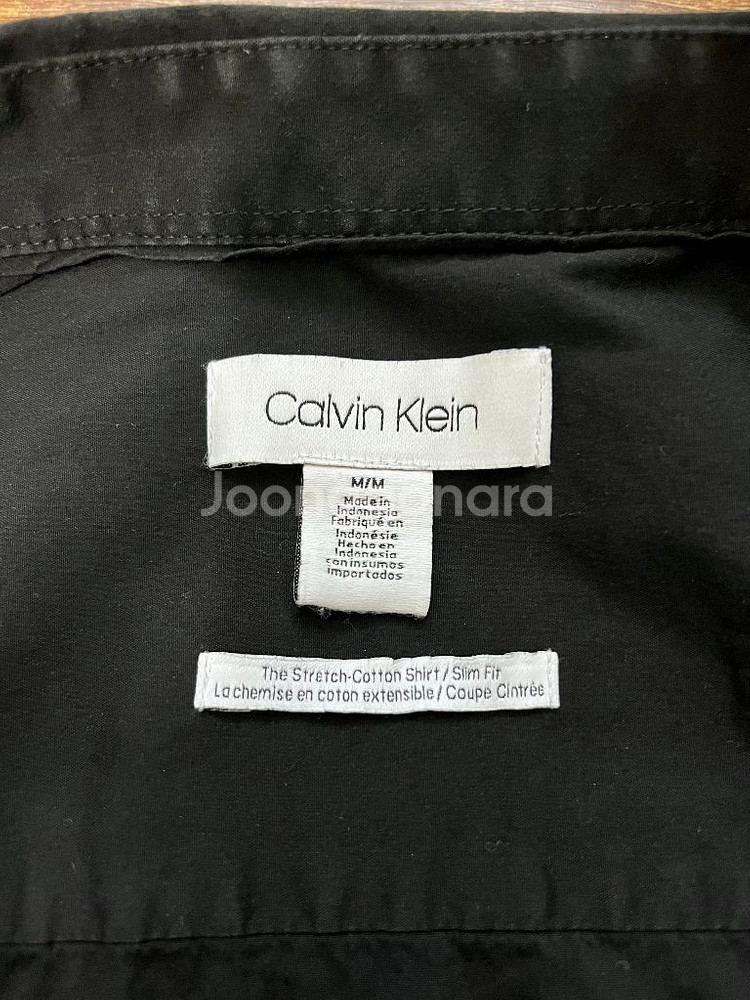 Calvin Klein
M/M
Made in
Indonesia
Fabriqué en
Indonésie
Hecho en
Indonesia
con insumos
importados
The Stretch-Cotton Shirt / Slim Fit
La chemise en coton extensible / Coupe Cintrée